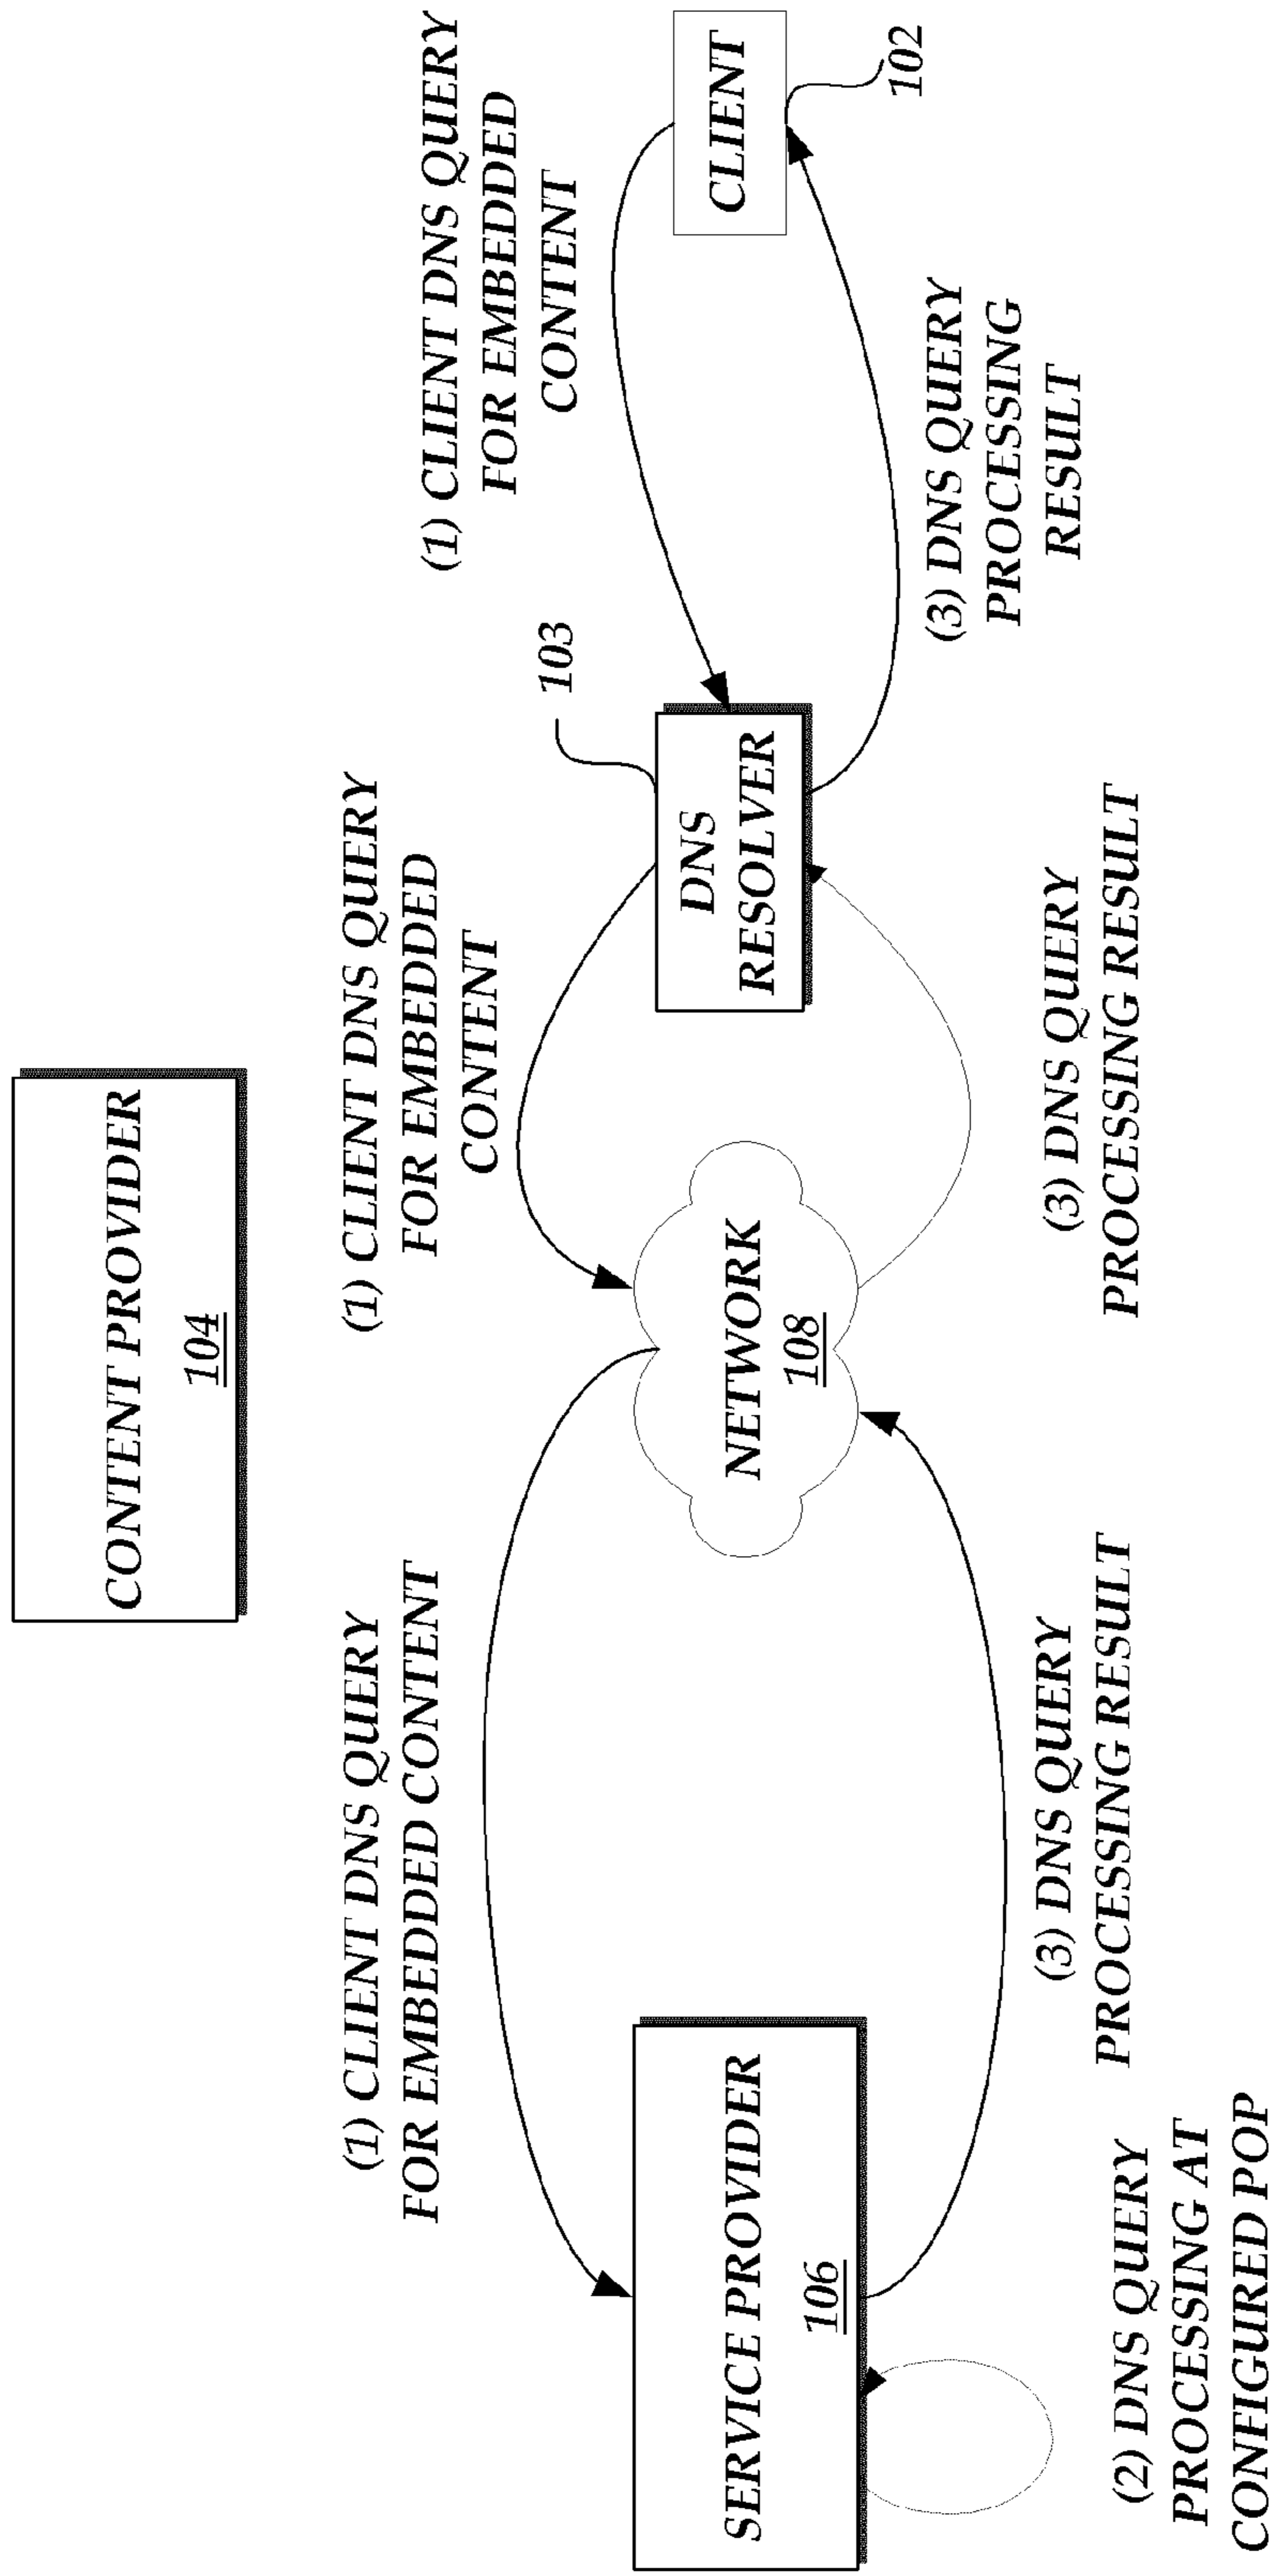 CONTENT PROVIDER
104
(1) CLIENT DNS QUERY
FOR EMBEDDED CONTENT
(1) CLIENT DNS QUERY
FOR EMBEDDED
CONTENT
(1) CLIENT DNS QUERY
FOR EMBEDDED
CONTENT
103
SERVICE PROVIDER
106
NETWORK
108
DNS
RESOLVER
CLIENT
102
(2) DNS QUERY
PROCESSING AT
CONFIGURED POP
(3) DNS QUERY
PROCESSING RESULT
(3) DNS QUERY
PROCESSING RESULT
(3) DNS QUERY
PROCESSING
RESULT